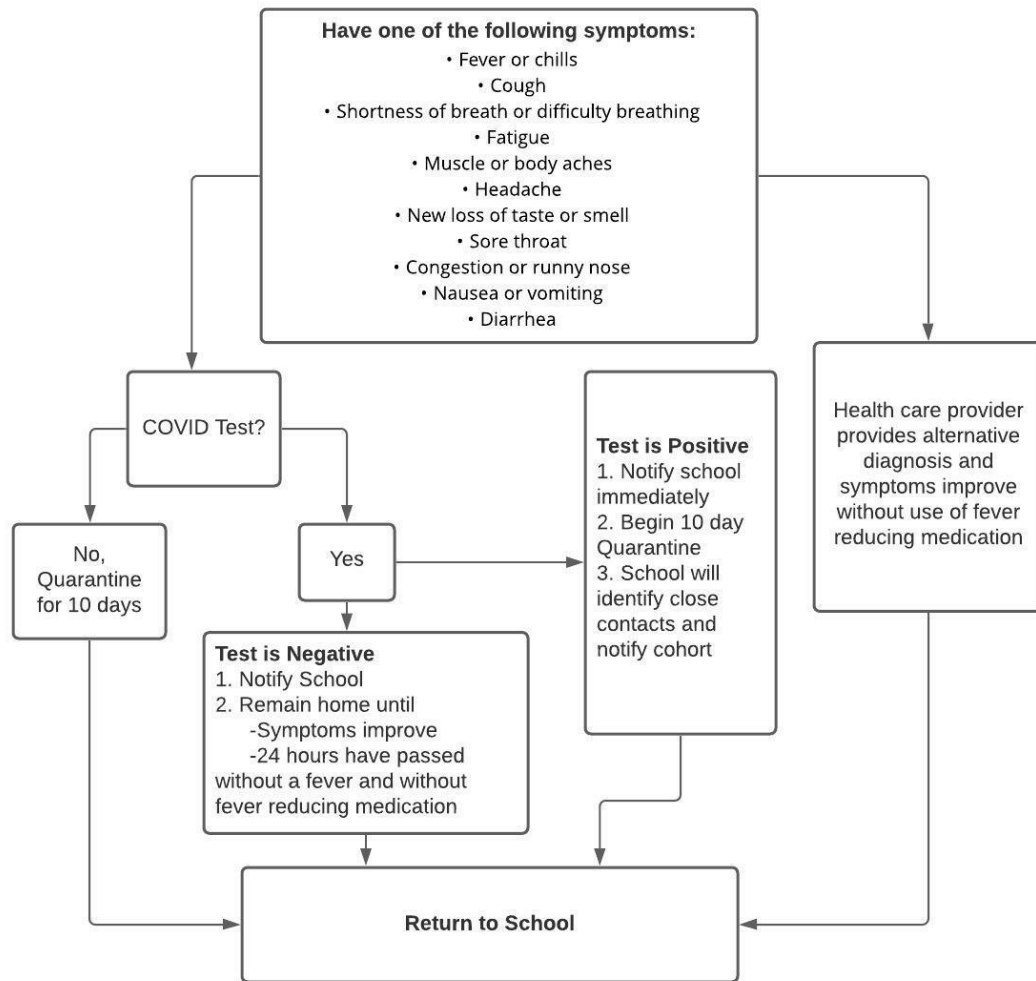 Have one of the following symptoms:
• Fever or chills
• Cough
• Shortness of breath or difficulty breathing
• Fatigue
• Muscle or body aches
• Headache
• New loss of taste or smell
• Sore throat
• Congestion or runny nose
• Nausea or vomiting
• Diarrhea
COVID Test?
No,
Quarantine
for 10 days
Yes
Test is Negative
1. Notify School
2. Remain home until
-Symptoms improve
-24 hours have passed
without a fever and without
fever reducing medication
Test is Positive
1. Notify school
immediately
2. Begin 10 day
Quarantine
3. School will
identify close
contacts and
notify cohort
Health care provider
provides alternative
diagnosis and
symptoms improve
without use of fever
reducing medication
Return to School